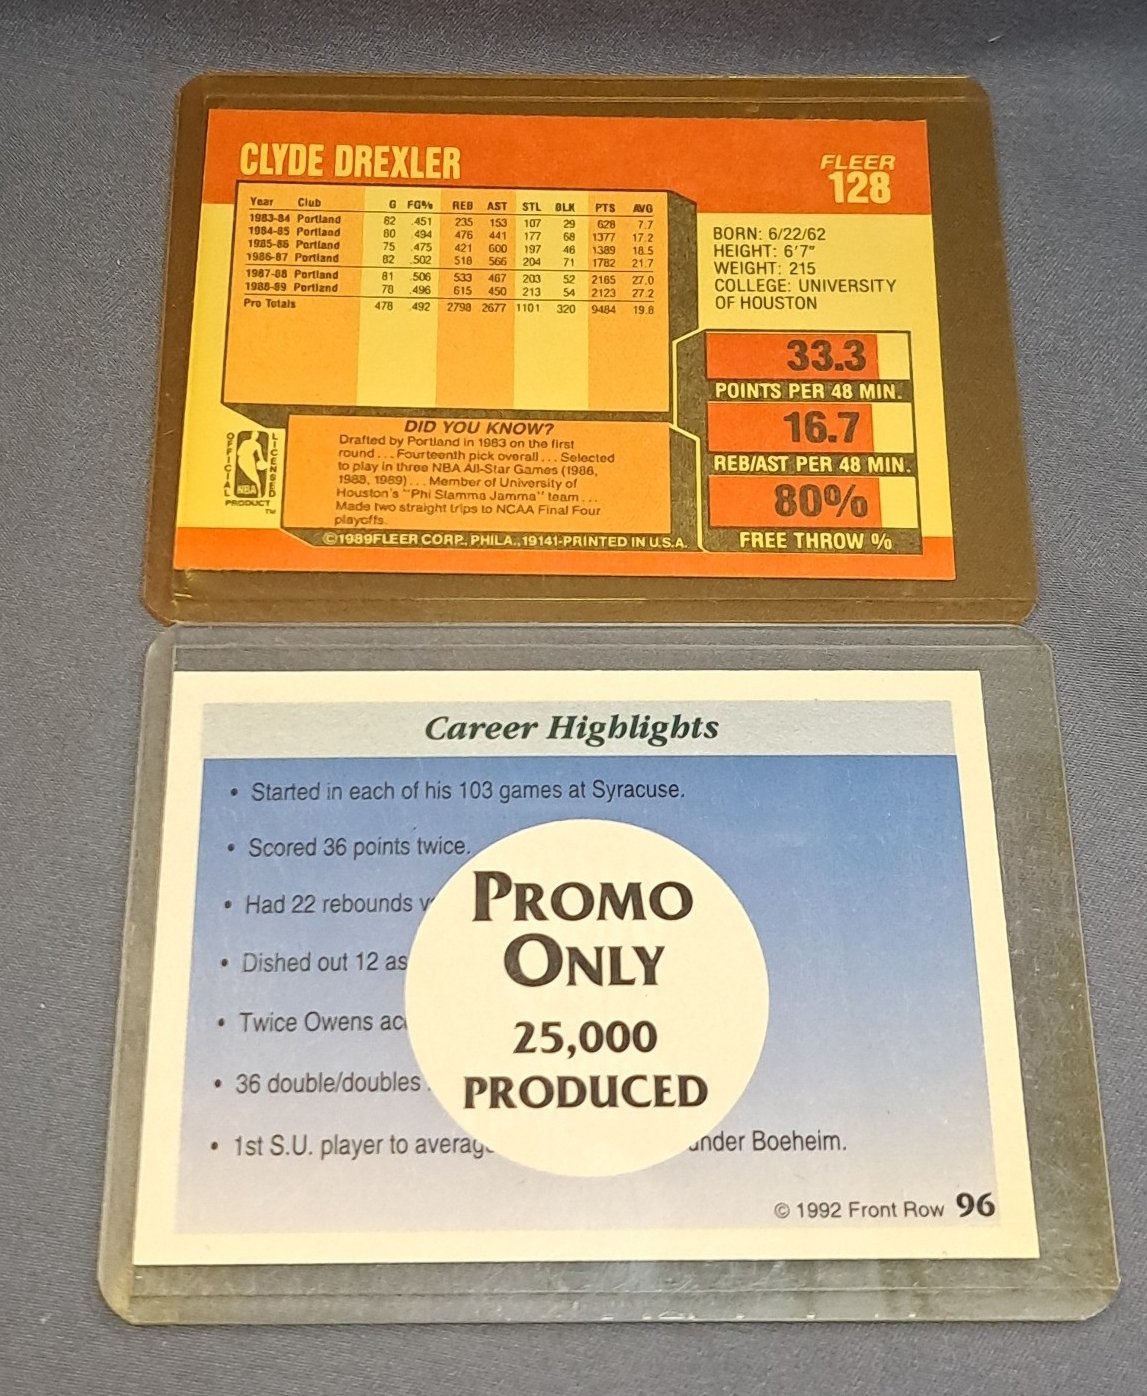 CLYDE DREXLER
FLEER
128
Year Club G FG% REB AST STL BLK PTS AVG
1983-84 Portland 82 .451 235 153 107 29 628 7.7
1984-85 Portland 80 .494 476 441 177 68 1377 17.2
1985-86 Portland 75 .475 421 600 197 46 1389 18.5
1986-87 Portland 82 .502 518 566 204 71 1782 21.7
1987-88 Portland 81 .506 533 467 203 52 2185 27.0
1988-89 Portland 78 .496 615 450 213 54 2123 27.2
Pro Totals 478 .492 2798 2677 1101 320 9484 19.8
BORN: 6/22/62
HEIGHT: 6'7"
WEIGHT: 215
COLLEGE: UNIVERSITY
OF HOUSTON
33.3
POINTS PER 48 MIN.
16.7
REB/AST PER 48 MIN.
80%
FREE THROW %
DID YOU KNOW?
Drafted by Portland in 1983 on the first
round... Fourteenth pick overall... Selected
to play in three NBA All-Star Games (1986,
1988, 1989)... Member of University of
Houston's "Phi Slamma Jamma" team...
Made two straight trips to NCAA Final Four
playoffs.
OFFICIAL
LICENSED
NBA
PRODUCT
TM
©1989FLEER CORP., PHILA., 19141-PRINTED IN U.S.A.
Career Highlights
• Started in each of his 103 games at Syracuse.
• Scored 36 points twice.
• Had 22 rebounds v
• Dished out 12 as
• Twice Owens acc
• 36 double/doubles .
• 1st S.U. player to average under Boeheim.
PROMO
ONLY
25,000
PRODUCED
© 1992 Front Row 96